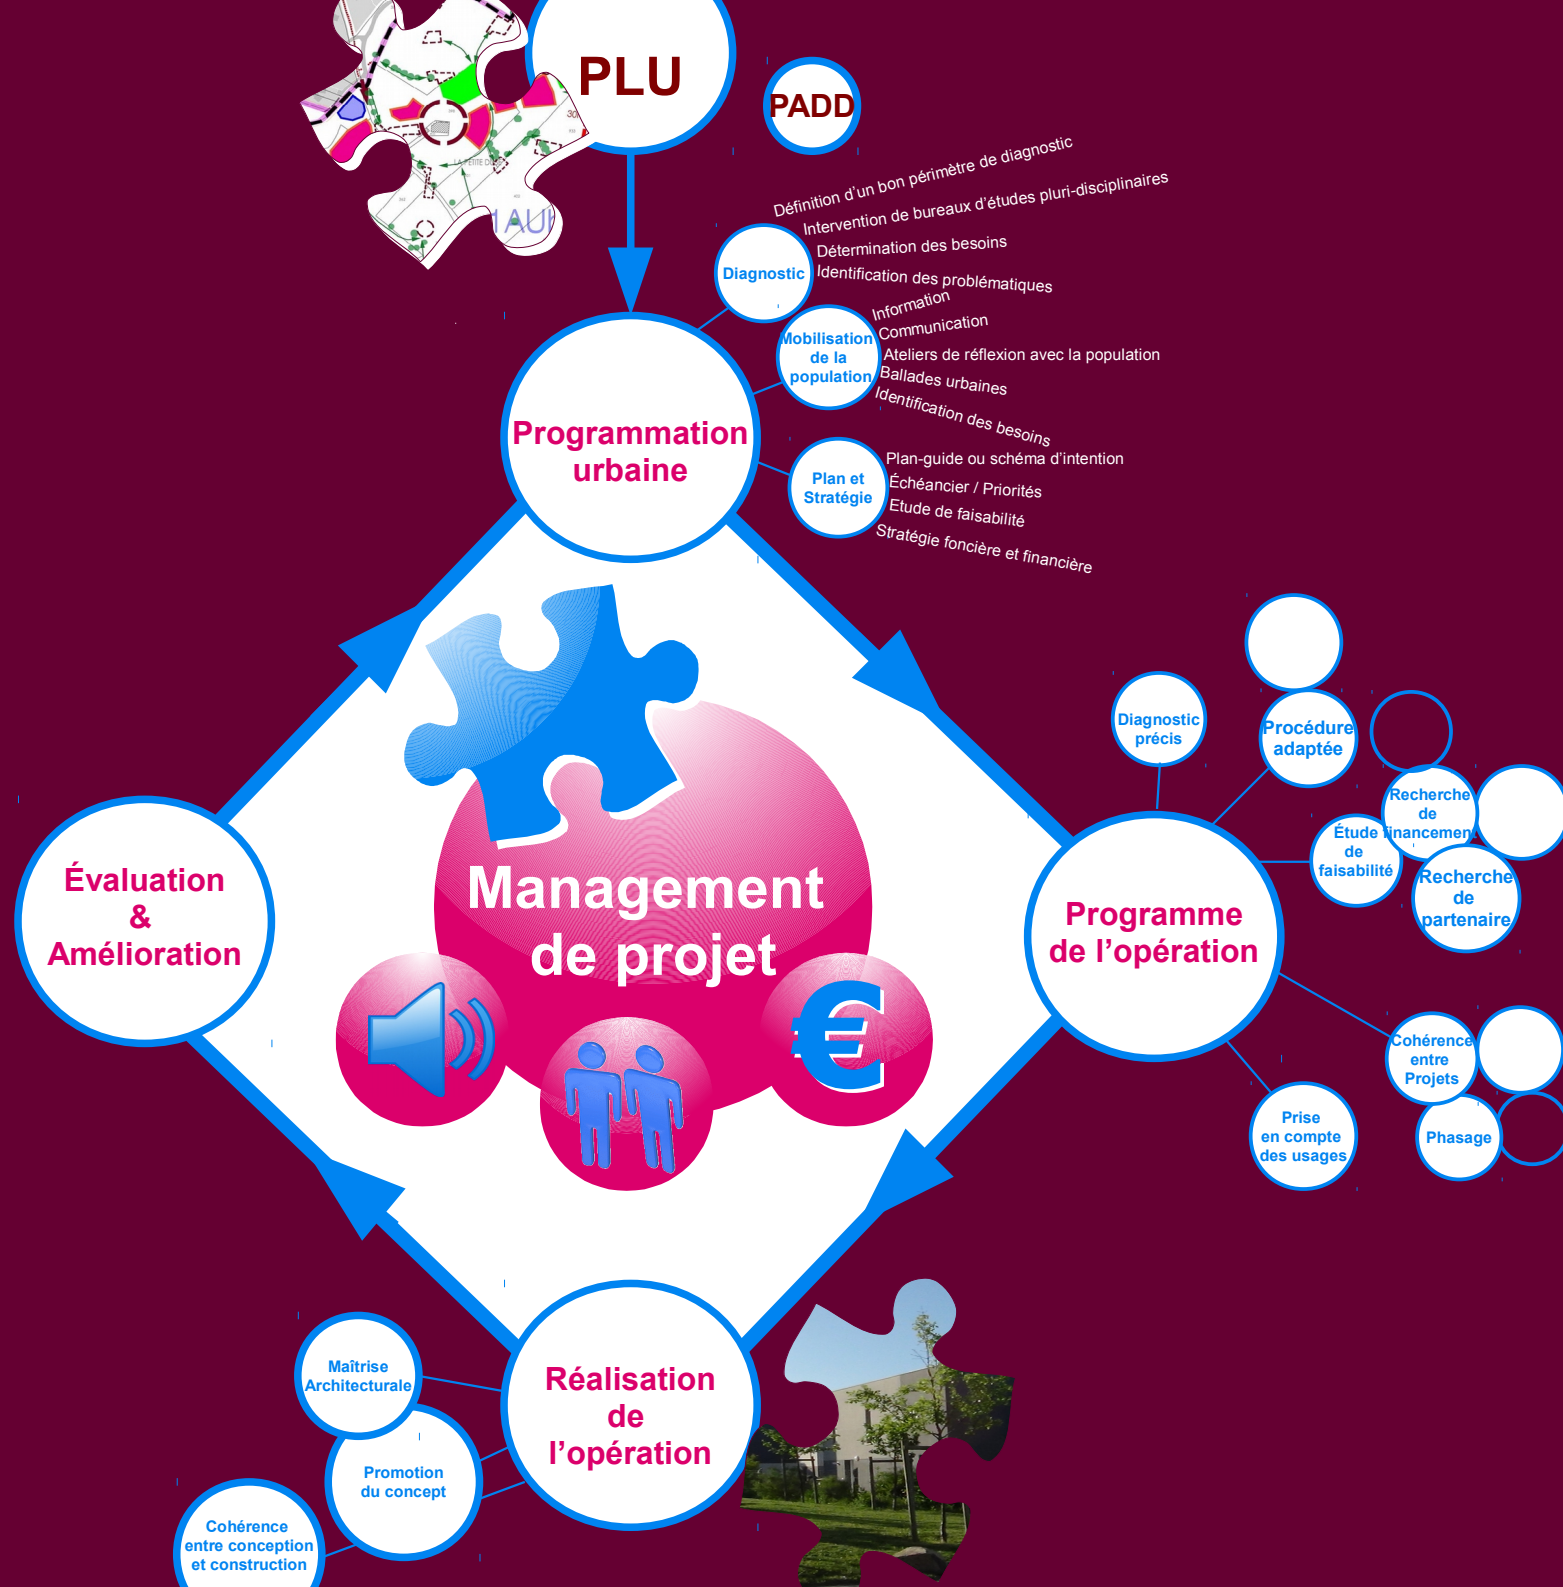 PLU
PADD
LA PETITE
AU
Définition d'un bon périmètre de diagnostic
Intervention de bureaux d'études pluri-disciplinaires
Détermination des besoins
Identification des problématiques
Diagnostic
Information
Communication
Ateliers de réflexion avec la population
Ballades urbaines
Identification des besoins
Mobilisation
de la
population
Programmation
urbaine
Plan-guide ou schéma d'intention
Échéancier / Priorités
Etude de faisabilité
Stratégie foncière et financière
Plan et
Stratégie
Diagnostic
précis
Procédure
adaptée
Recherche
de
financemen
Étude
de
faisabilité
Recherche
de
partenaire
Évaluation
&
Amélioration
Management
de projet
€
Programme
de l'opération
Cohérence
entre
Projets
Phasage
Prise
en compte
des usages
Maîtrise
Architecturale
Réalisation
de
l'opération
Promotion
du concept
Cohérence
entre conception
et construction